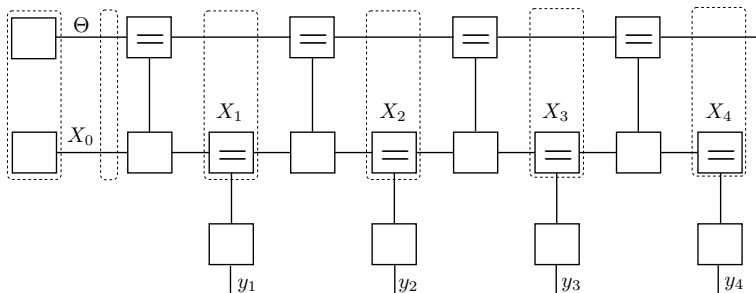 Θ
=
=
=
=
X₀
X₁
X₂
X₃
X₄
=
=
=
=
y₁
y₂
y₃
y₄